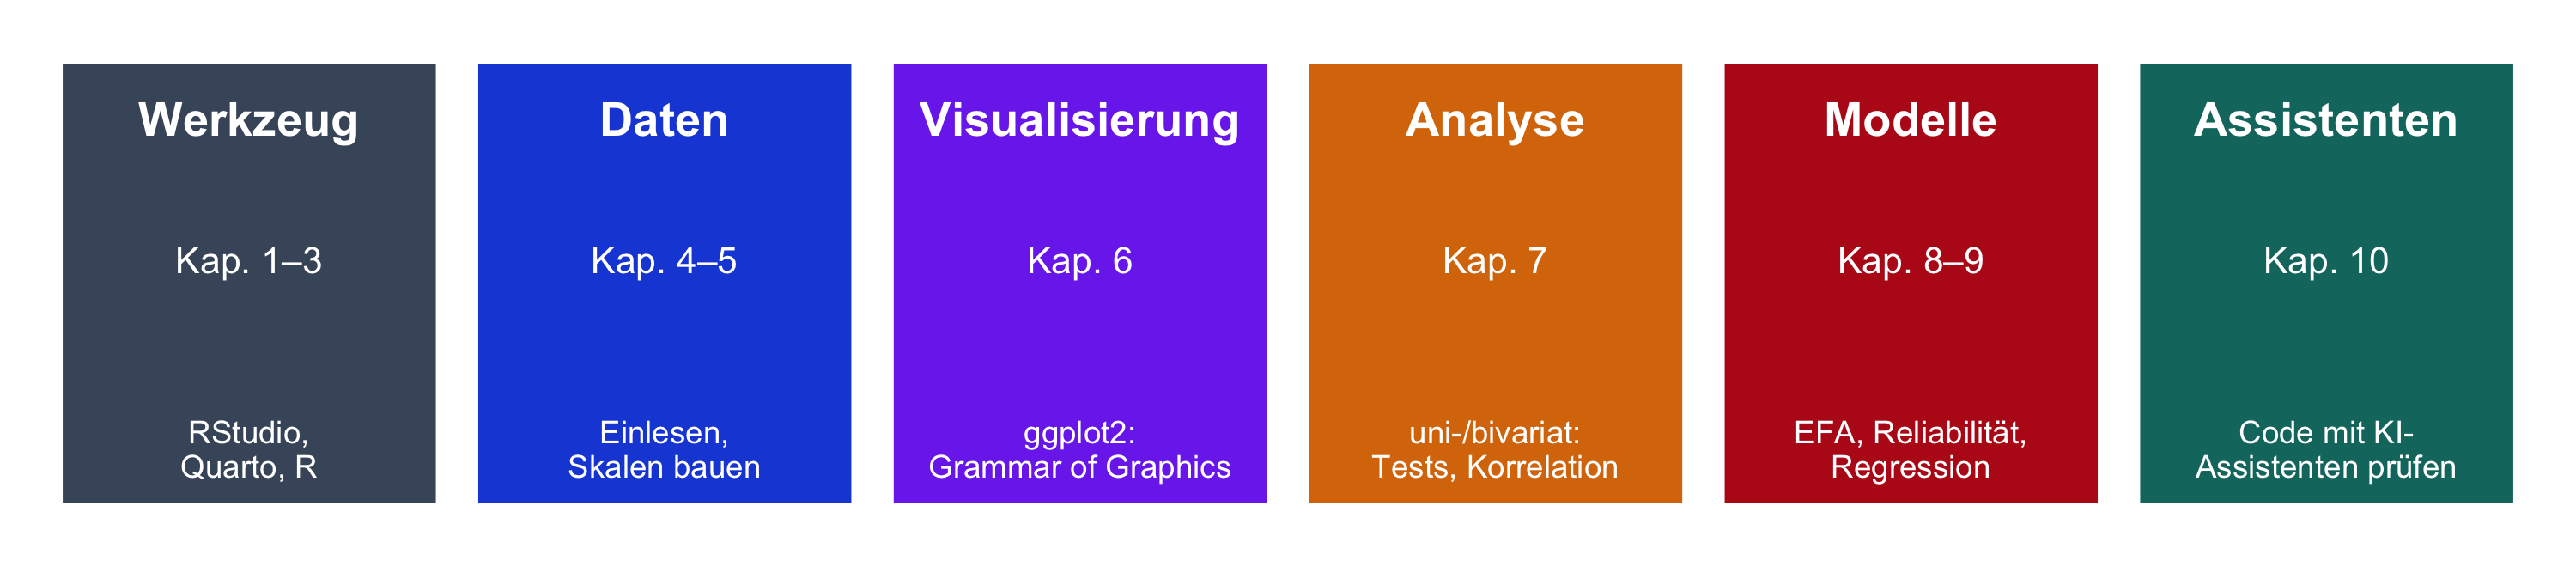 Werkzeug
Kap. 1–3
RStudio,
Quarto, R
Daten
Kap. 4–5
Einlesen,
Skalen bauen
Visualisierung
Kap. 6
ggplot2:
Grammar of Graphics
Analyse
Kap. 7
uni-/bivariat:
Tests, Korrelation
Modelle
Kap. 8–9
EFA, Reliabilität,
Regression
Assistenten
Kap. 10
Code mit KI-
Assistenten prüfen